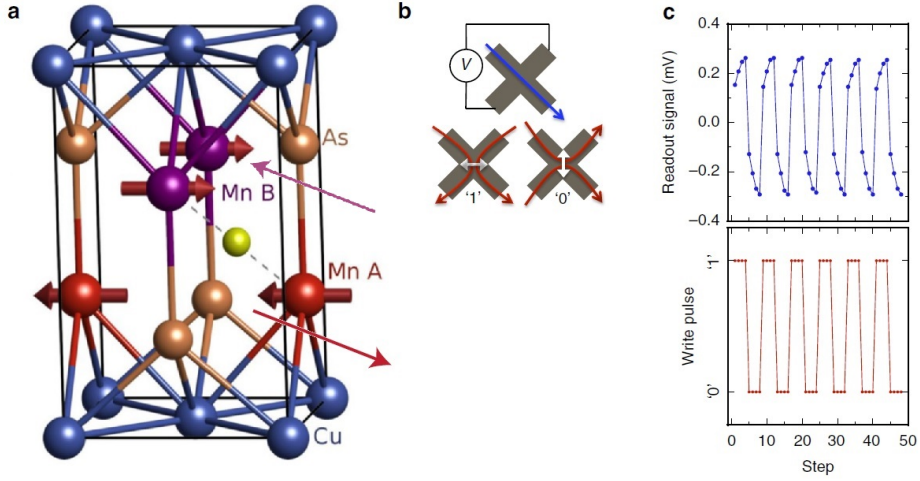 a
As
Mn B
Mn A
Cu
b
V
'1'
'0'
c
0.4
0.2
0.0
−0.2
−0.4
Readout signal (mV)
'1'
'0'
Write pulse
0 10 20 30 40 50
Step